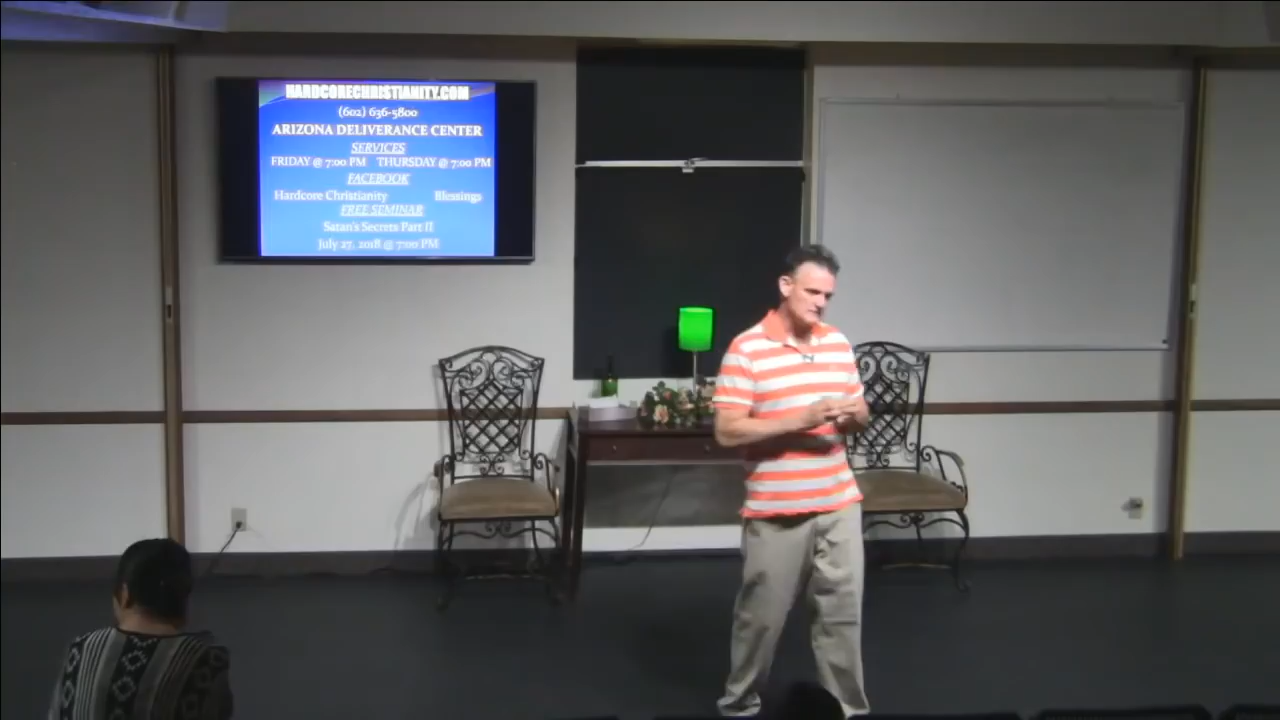 HARDCORECHRISTIANITY.COM
(602) 636-5800
ARIZONA DELIVERANCE CENTER
SERVICES
FRIDAY @ 7:00 PM THURSDAY @ 7:00 PM
FACEBOOK
Hardcore Christianity Blessings
FREE SEMINAR
Satan's Secrets Part II
July 27, 2018 @ 7:00 PM